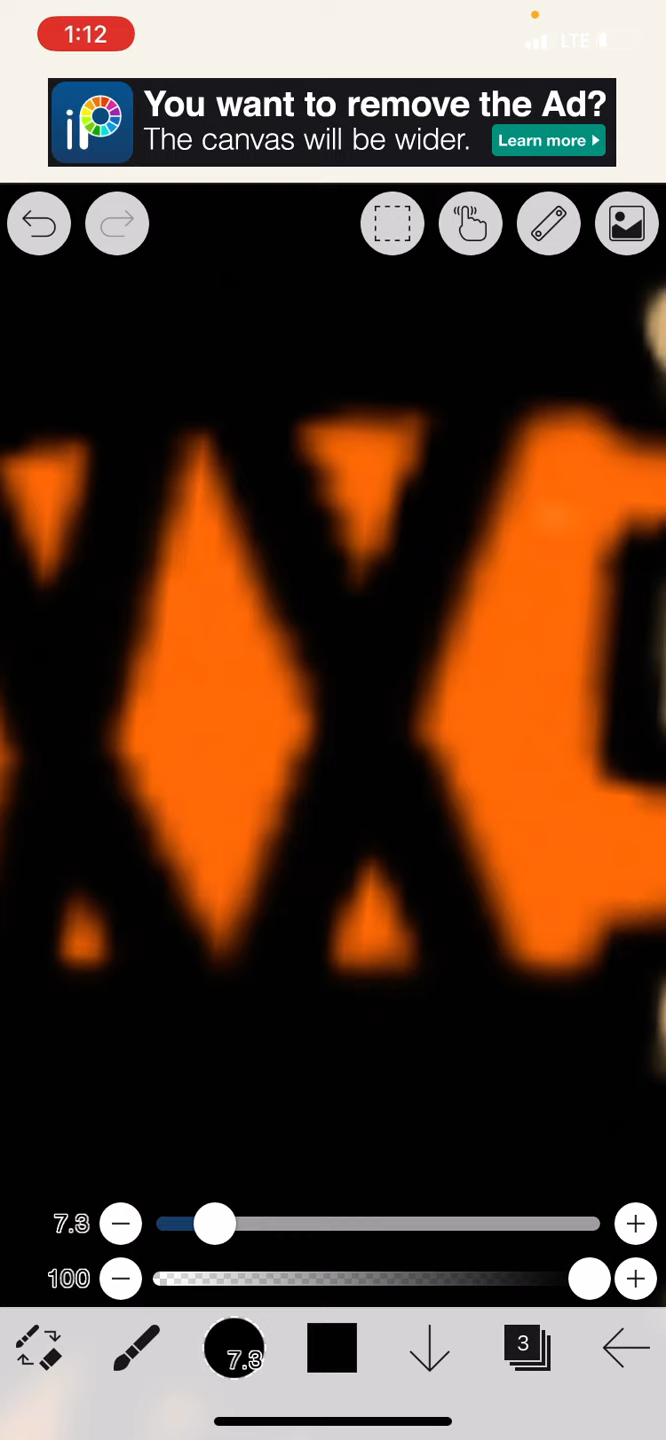 1:12
LTE
iP
You want to remove the Ad?
The canvas will be wider.
Learn more
7.3
100
7.3
3